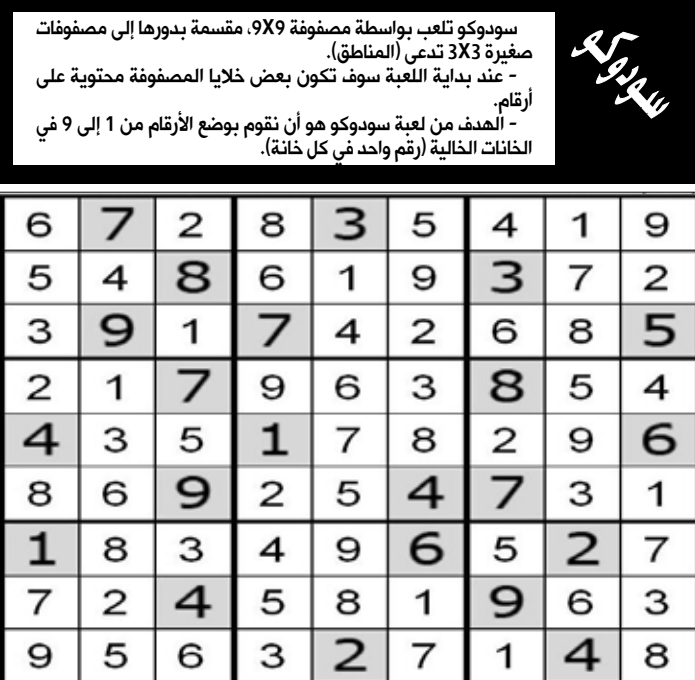 سودوكو
سودوكو تلعب بواسطة مصفوفة 9X9، مقسمة بدورها إلى مصفوفات
صغيرة 3X3 تدعى (المناطق).
- عند بداية اللعبة سوف تكون بعض خلايا المصفوفة محتوية على
أرقام.
- الهدف من لعبة سودوكو هو أن نقوم بوضع الأرقام من 1 إلى 9 في
الخانات الخالية (رقم واحد في كل خانة).
6 7 2 8 3 5 4 1 9
5 4 8 6 1 9 3 7 2
3 9 1 7 4 2 6 8 5
2 1 7 9 6 3 8 5 4
4 3 5 1 7 8 2 9 6
8 6 9 2 5 4 7 3 1
1 8 3 4 9 6 5 2 7
7 2 4 5 8 1 9 6 3
9 5 6 3 2 7 1 4 8